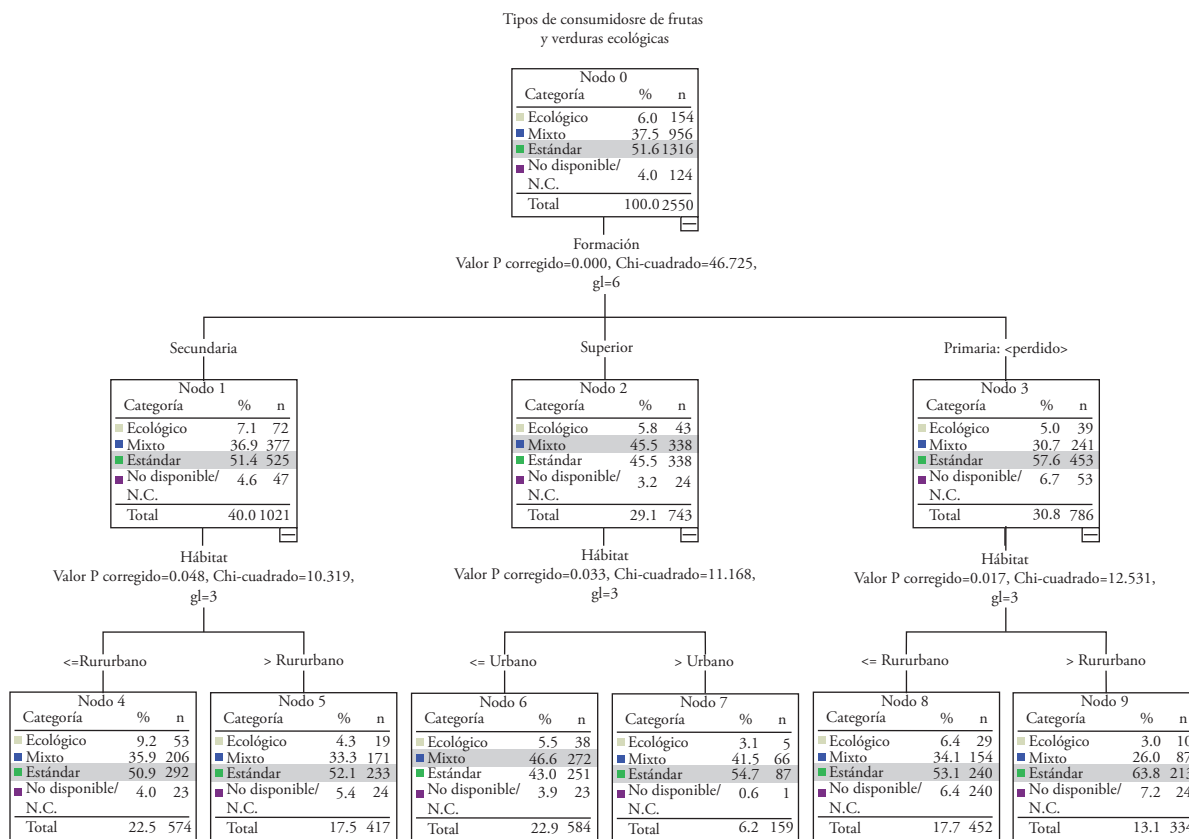 Tipos de consumidosre de frutas
y verduras ecológicas
Nodo 0
Categoría % n
Ecológico 6.0 154
Mixto 37.5 956
Estándar 51.6 1316
No disponible/
N.C. 4.0 124
Total 100.0 2550
Formación
Valor P corregido=0.000, Chi-cuadrado=46.725,
gl=6
Secundaria
Nodo 1
Categoría % n
Ecológico 7.1 72
Mixto 36.9 377
Estándar 51.4 525
No disponible/
N.C. 4.6 47
Total 40.0 1021
Hábitat
Valor P corregido=0.048, Chi-cuadrado=10.319,
gl=3
Superior
Nodo 2
Categoría % n
Ecológico 5.8 43
Mixto 45.5 338
Estándar 45.5 338
No disponible/
N.C. 3.2 24
Total 29.1 743
Hábitat
Valor P corregido=0.033, Chi-cuadrado=11.168,
gl=3
Primaria: <perdido>
Nodo 3
Categoría % n
Ecológico 5.0 39
Mixto 30.7 241
Estándar 57.6 453
No disponible/
N.C. 6.7 53
Total 30.8 786
Hábitat
Valor P corregido=0.017, Chi-cuadrado=12.531,
gl=3
<=Rururbano
Nodo 4
Categoría % n
Ecológico 9.2 53
Mixto 35.9 206
Estándar 50.9 292
No disponible/
N.C. 4.0 23
Total 22.5 574
> Rururbano
Nodo 5
Categoría % n
Ecológico 4.3 19
Mixto 33.3 171
Estándar 52.1 233
No disponible/
N.C. 5.4 24
Total 17.5 417
<= Urbano
Nodo 6
Categoría % n
Ecológico 5.5 38
Mixto 46.6 272
Estándar 43.0 251
No disponible/
N.C. 3.9 23
Total 22.9 584
> Urbano
Nodo 7
Categoría % n
Ecológico 3.1 5
Mixto 41.5 66
Estándar 54.7 87
No disponible/
N.C. 0.6 1
Total 6.2 159
<= Rururbano
Nodo 8
Categoría % n
Ecológico 6.4 29
Mixto 34.1 154
Estándar 53.1 240
No disponible/
N.C. 6.4 240
Total 17.7 452
> Rururbano
Nodo 9
Categoría % n
Ecológico 3.0 10
Mixto 26.0 87
Estándar 63.8 213
No disponible/
N.C. 7.2 24
Total 13.1 334